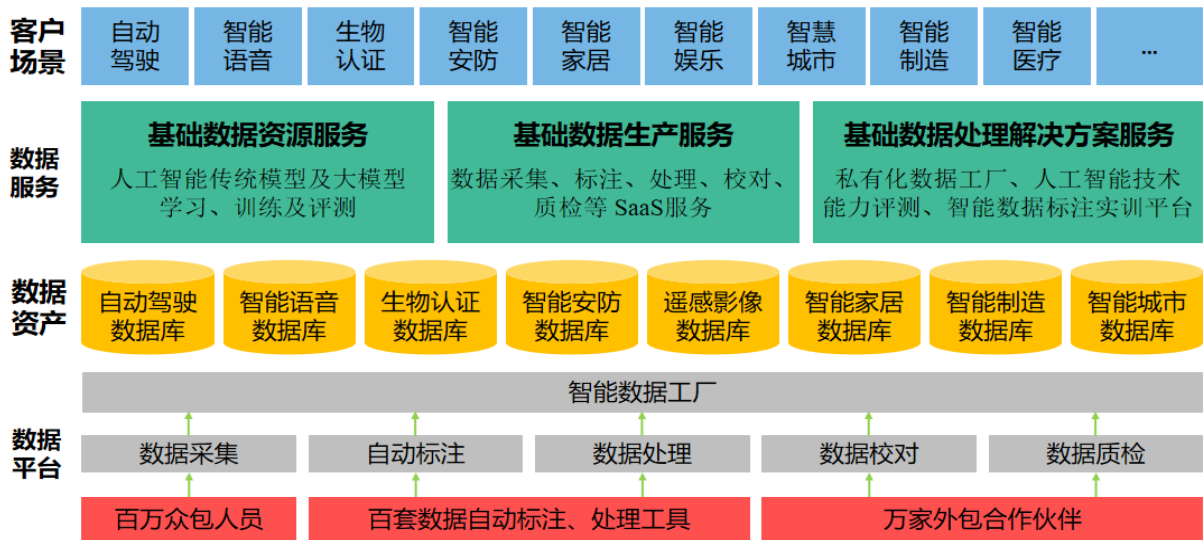 客户
场景
自动
驾驶
智能
语音
生物
认证
智能
安防
智能
家居
智能
娱乐
智慧
城市
智能
制造
智能
医疗
...
数据
服务
基础数据资源服务
人工智能传统模型及大模型
学习、训练及评测
基础数据生产服务
数据采集、标注、处理、校对、
质检等 SaaS服务
基础数据处理解决方案服务
私有化数据工厂、人工智能技术
能力评测、智能数据标注实训平台
数据
资产
自动驾驶
数据库
智能语音
数据库
生物认证
数据库
智能安防
数据库
遥感影像
数据库
智能家居
数据库
智能制造
数据库
智能城市
数据库
数据
平台
智能数据工厂
数据采集
自动标注
数据处理
数据校对
数据质检
百万众包人员
百套数据自动标注、处理工具
万家外包合作伙伴